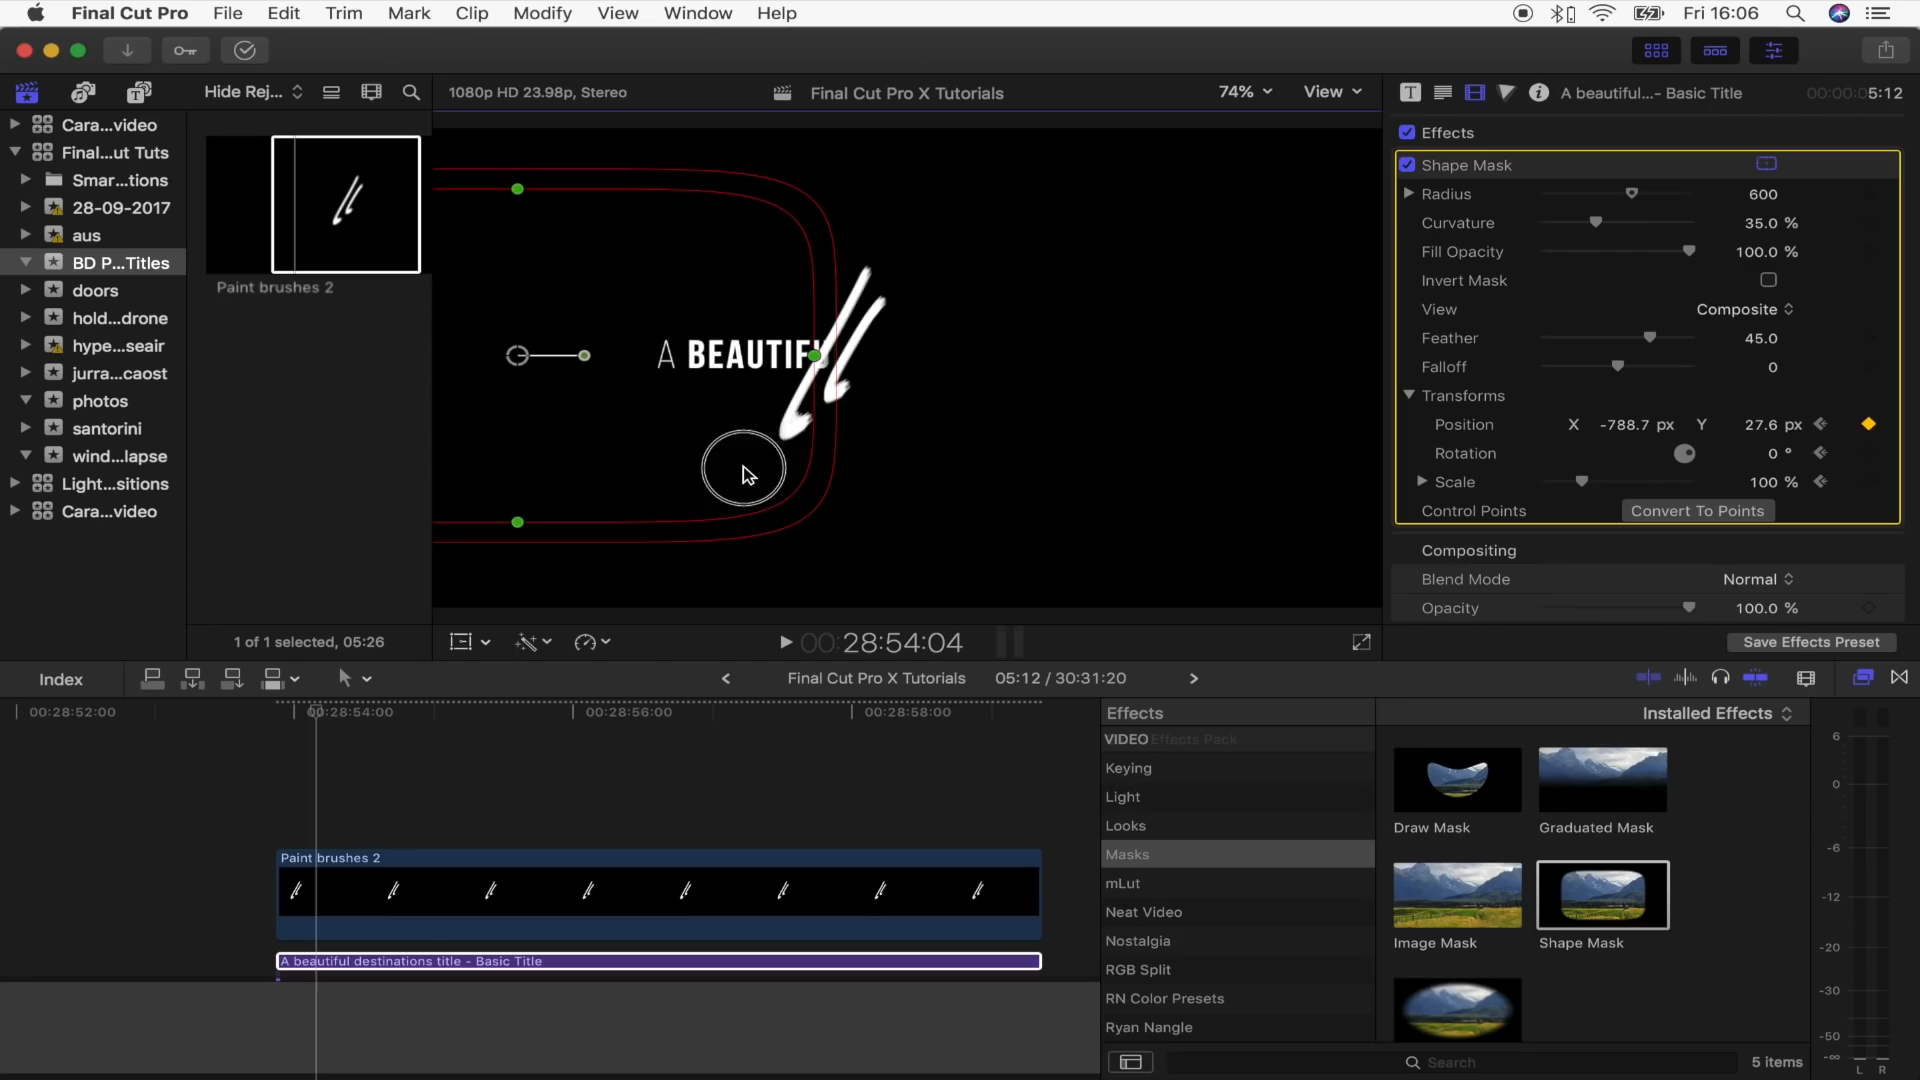 Final Cut Pro File Edit Trim Mark Clip Modify View Window Help Fri 16:06
Hide Rej... 1080p HD 23.98p, Stereo Final Cut Pro X Tutorials 74% View A beautiful...- Basic Title 00:00:05:12
Cara...video
Final...ut Tuts
Smar...tions
28-09-2017
aus
BD P...Titles
doors
hold...drone
hype...seair
jurra...caost
photos
santorini
wind...lapse
Light...sitions
Cara...video
Paint brushes 2
1 of 1 selected, 05:26
A BEAUTIF
00:28:54:04
Effects
Shape Mask
Radius 600
Curvature 35.0 %
Fill Opacity 100.0 %
Invert Mask
View Composite
Feather 45.0
Falloff 0
Transforms
Position X -788.7 px Y 27.6 px
Rotation 0 °
Scale 100 %
Control Points Convert To Points
Compositing
Blend Mode Normal
Opacity 100.0 %
Save Effects Preset
Index Final Cut Pro X Tutorials 05:12 / 30:31:20
00:28:52:00 00:28:54:00 00:28:56:00 00:28:58:00
Paint brushes 2
A beautiful destinations title - Basic Title
Effects Installed Effects
VIDEO Effects Pack
Keying
Light
Looks
Masks
mLut
Neat Video
Nostalgia
RGB Split
RN Color Presets
Ryan Nangle
Draw Mask Graduated Mask
Image Mask Shape Mask
Search 5 items
6
0
-6
-12
-20
-30
-50
-∞
L R